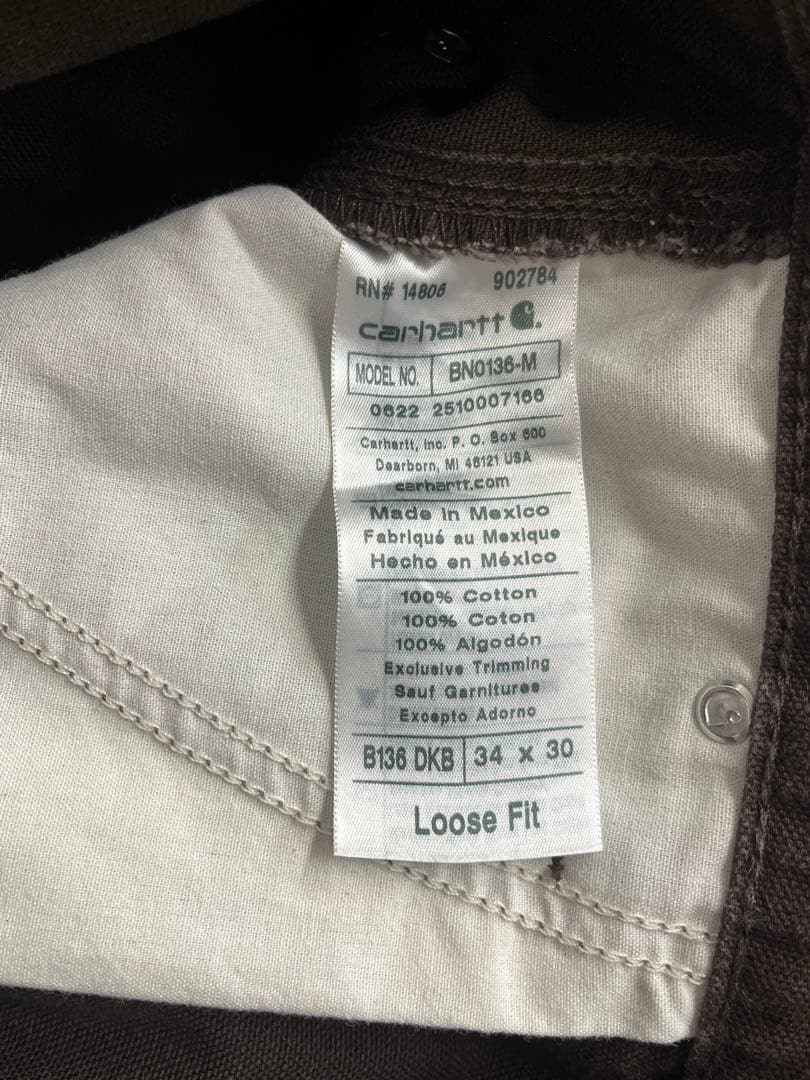 RN# 14806 902784
carhartt
MODEL NO. BN0136-M
0622 2510007166
Carhartt, Inc. P. O. Box 600
Dearborn, MI 48121 USA
carhartt.com
Made in Mexico
Fabriqué au Mexique
Hecho en México
100% Cotton
100% Coton
100% Algodón
Exclusive Trimming
Sauf Garnitures
Excepto Adorno
B136 DKB 34 x 30
Loose Fit